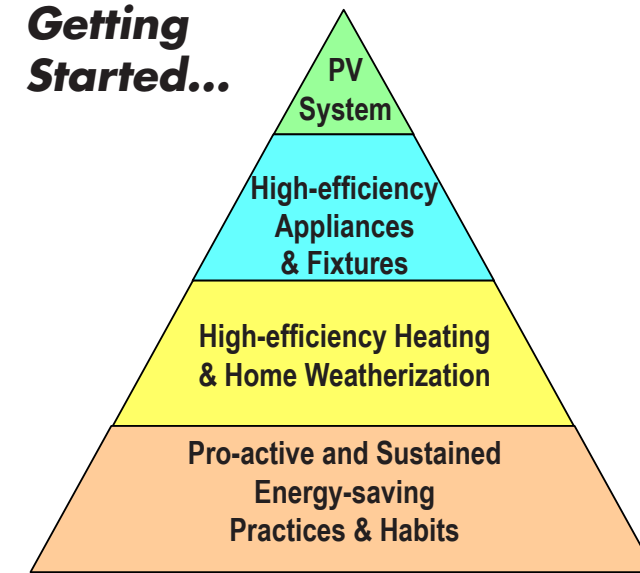 Getting
Started...
PV
System
High-efficiency
Appliances
& Fixtures
High-efficiency Heating
& Home Weatherization
Pro-active and Sustained
Energy-saving
Practices & Habits